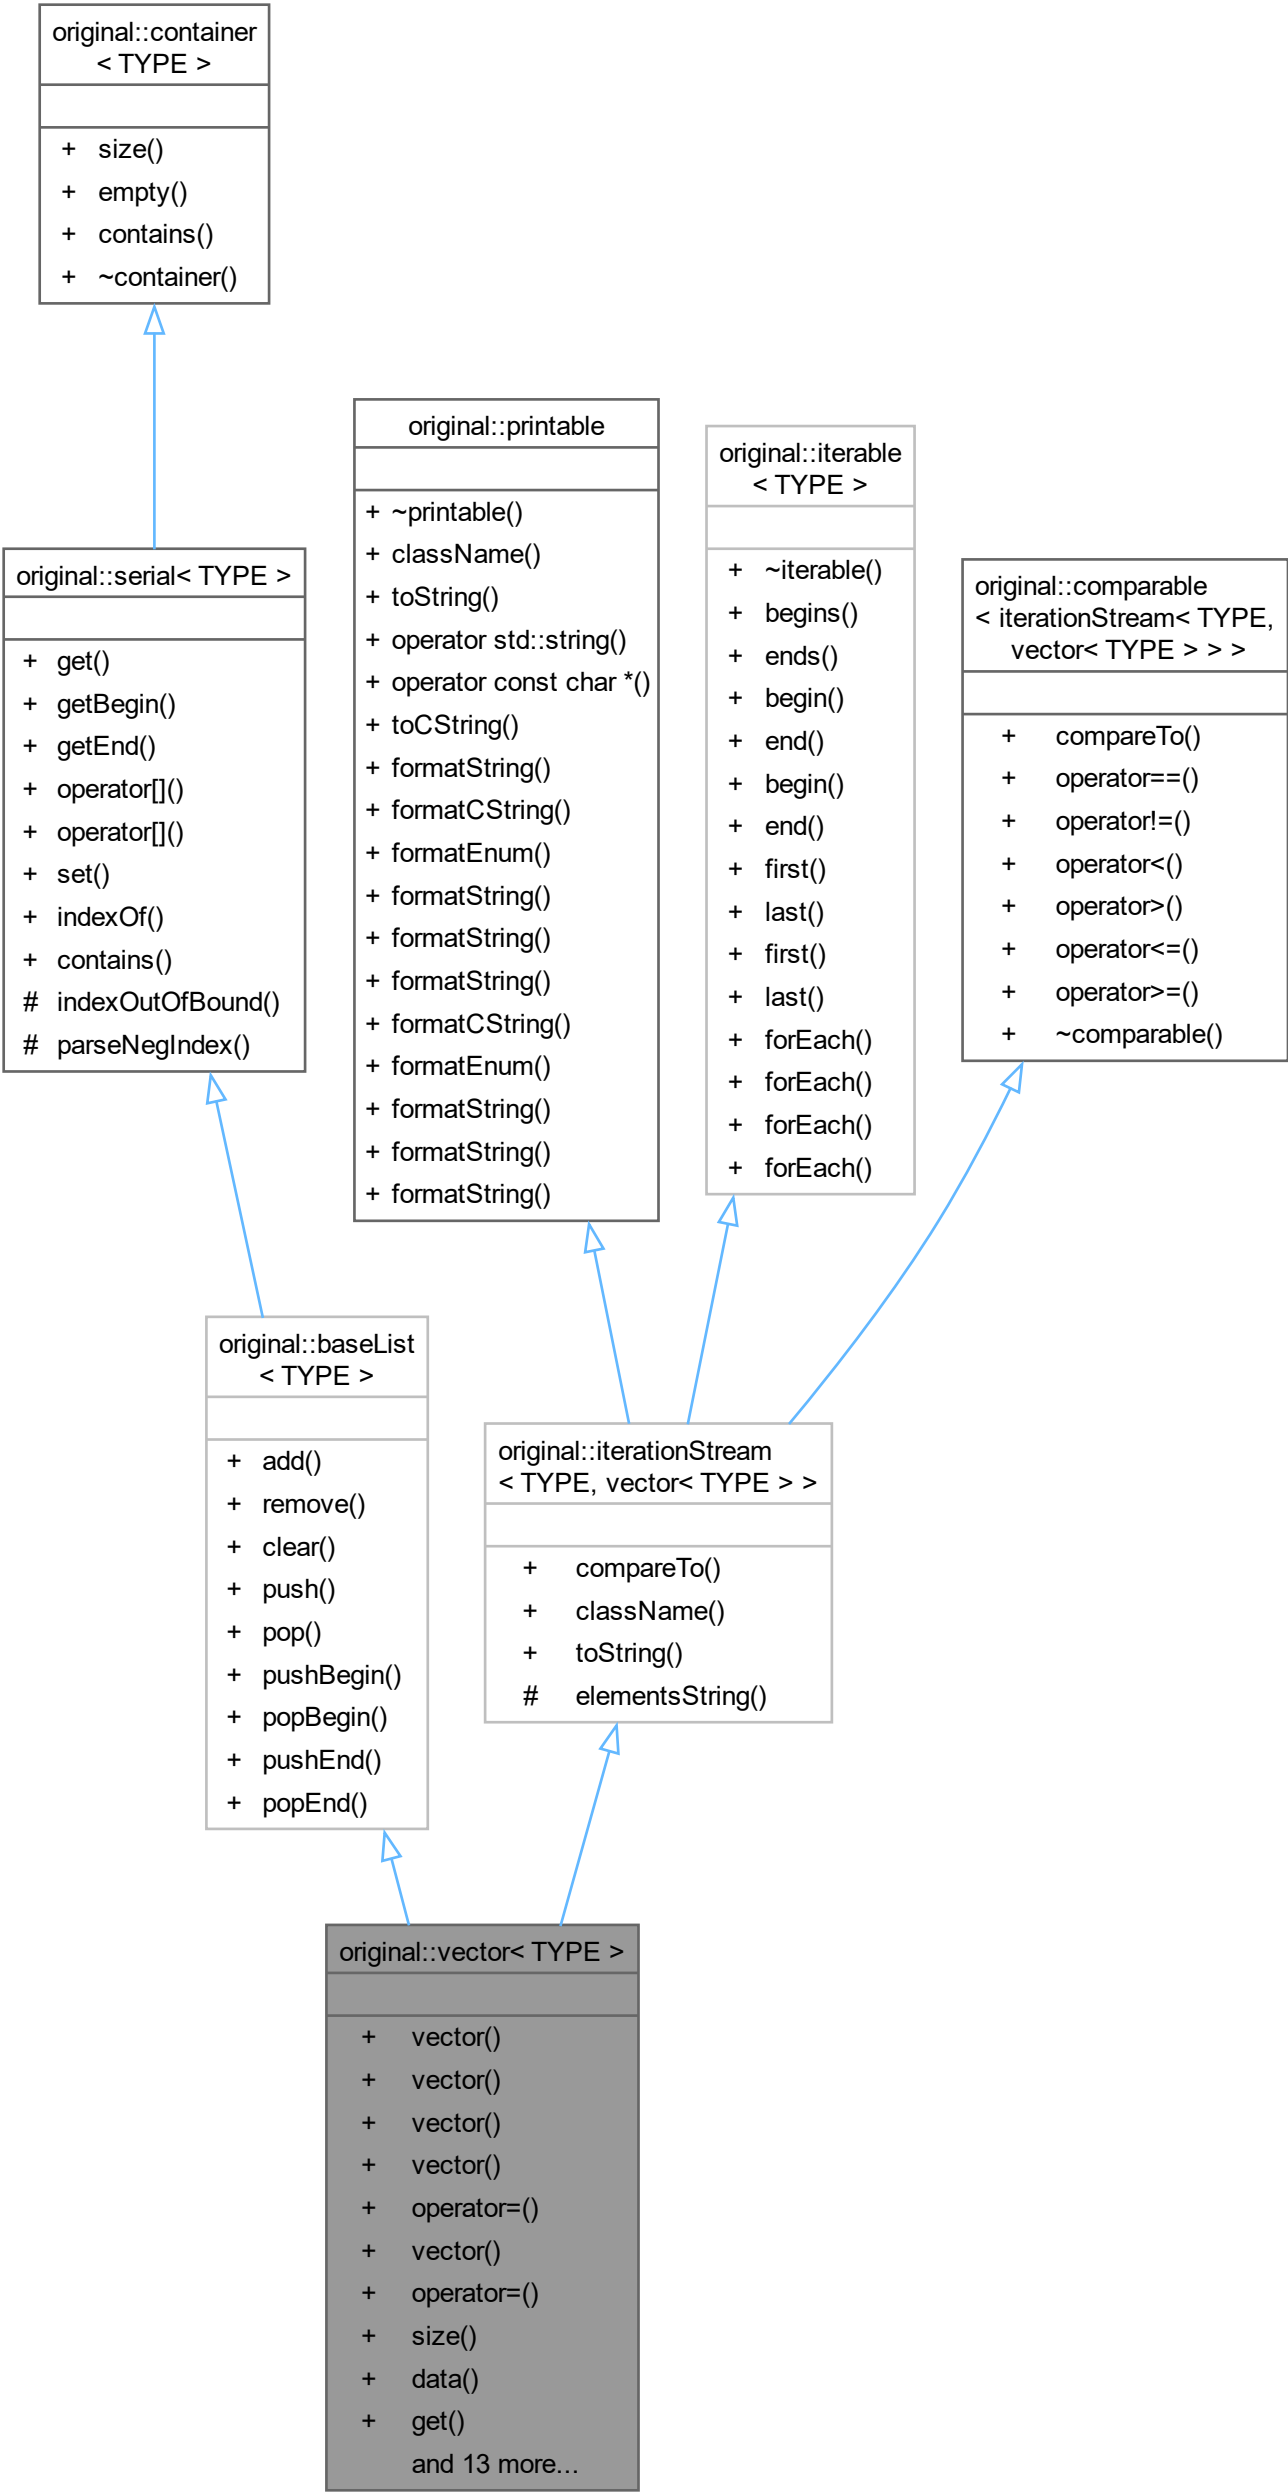 original::container
< TYPE >
+ size()
+ empty()
+ contains()
+ ~container()
original::serial< TYPE >
+ get()
+ getBegin()
+ getEnd()
+ operator[]()
+ operator[]()
+ set()
+ indexOf()
+ contains()
# indexOutOfBound()
# parseNegIndex()
original::printable
+ ~printable()
+ className()
+ toString()
+ operator std::string()
+ operator const char *()
+ toCString()
+ formatString()
+ formatCString()
+ formatEnum()
+ formatString()
+ formatString()
+ formatString()
+ formatCString()
+ formatEnum()
+ formatString()
+ formatString()
+ formatString()
original::iterable
< TYPE >
+ ~iterable()
+ begins()
+ ends()
+ begin()
+ end()
+ begin()
+ end()
+ first()
+ last()
+ first()
+ last()
+ forEach()
+ forEach()
+ forEach()
+ forEach()
original::comparable
< iterationStream< TYPE,
vector< TYPE > > >
+ compareTo()
+ operator==()
+ operator!=()
+ operator<()
+ operator>()
+ operator<=()
+ operator>=()
+ ~comparable()
original::baseList
< TYPE >
+ add()
+ remove()
+ clear()
+ push()
+ pop()
+ pushBegin()
+ popBegin()
+ pushEnd()
+ popEnd()
original::iterationStream
< TYPE, vector< TYPE > >
+ compareTo()
+ className()
+ toString()
# elementsString()
original::vector< TYPE >
+ vector()
+ vector()
+ vector()
+ vector()
+ operator=()
+ vector()
+ operator=()
+ size()
+ data()
+ get()
and 13 more...